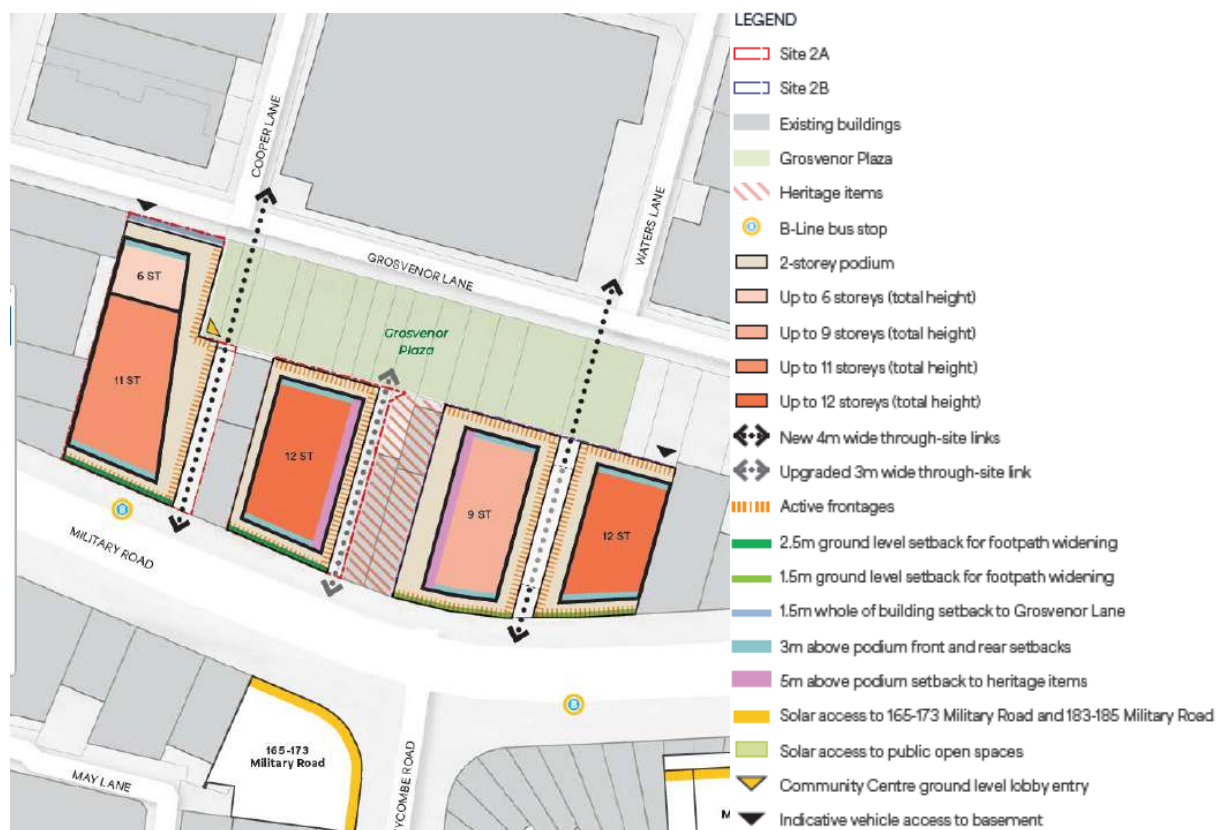 COOPER LANE
WATERS LANE
GROSVENOR LANE
6 ST
Grosvenor
Plaza
11 ST
12 ST
9 ST
12 ST
B
MILITARY ROAD
B
165-173
Military Road
MAY LANE
YCOMBE ROAD
M
LEGEND
Site 2A
Site 2B
Existing buildings
Grosvenor Plaza
Heritage items
B-Line bus stop
2-storey podium
Up to 6 storeys (total height)
Up to 9 storeys (total height)
Up to 11 storeys (total height)
Up to 12 storeys (total height)
New 4m wide through-site links
Upgraded 3m wide through-site link
Active frontages
2.5m ground level setback for footpath widening
1.5m ground level setback for footpath widening
1.5m whole of building setback to Grosvenor Lane
3m above podium front and rear setbacks
5m above podium setback to heritage items
Solar access to 165-173 Military Road and 183-185 Military Road
Solar access to public open spaces
Community Centre ground level lobby entry
Indicative vehicle access to basement